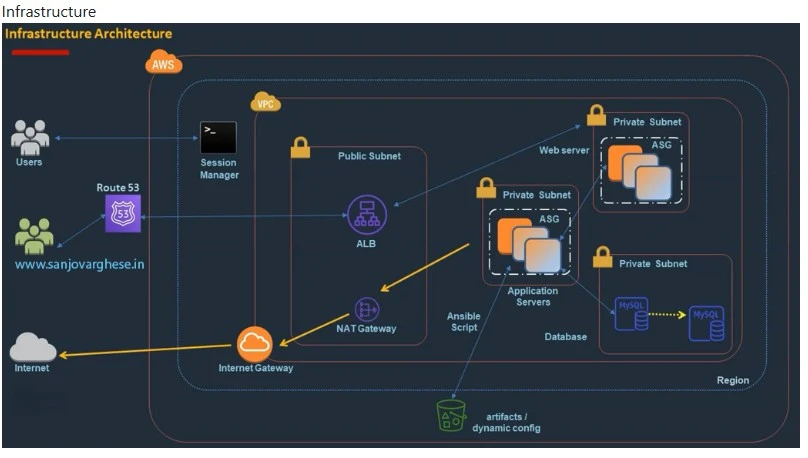 Infrastructure
Infrastructure Architecture
AWS
VPC
Users
>_
Session
Manager
Public Subnet
Web server
Private Subnet
ASG
Route 53
53
www.sanjovarghese.in
ALB
Private Subnet
ASG
Application
Servers
Private Subnet
MySQL
MySQL
Database
NAT Gateway
Ansible
Script
Internet
Internet Gateway
Region
artifacts /
dynamic config